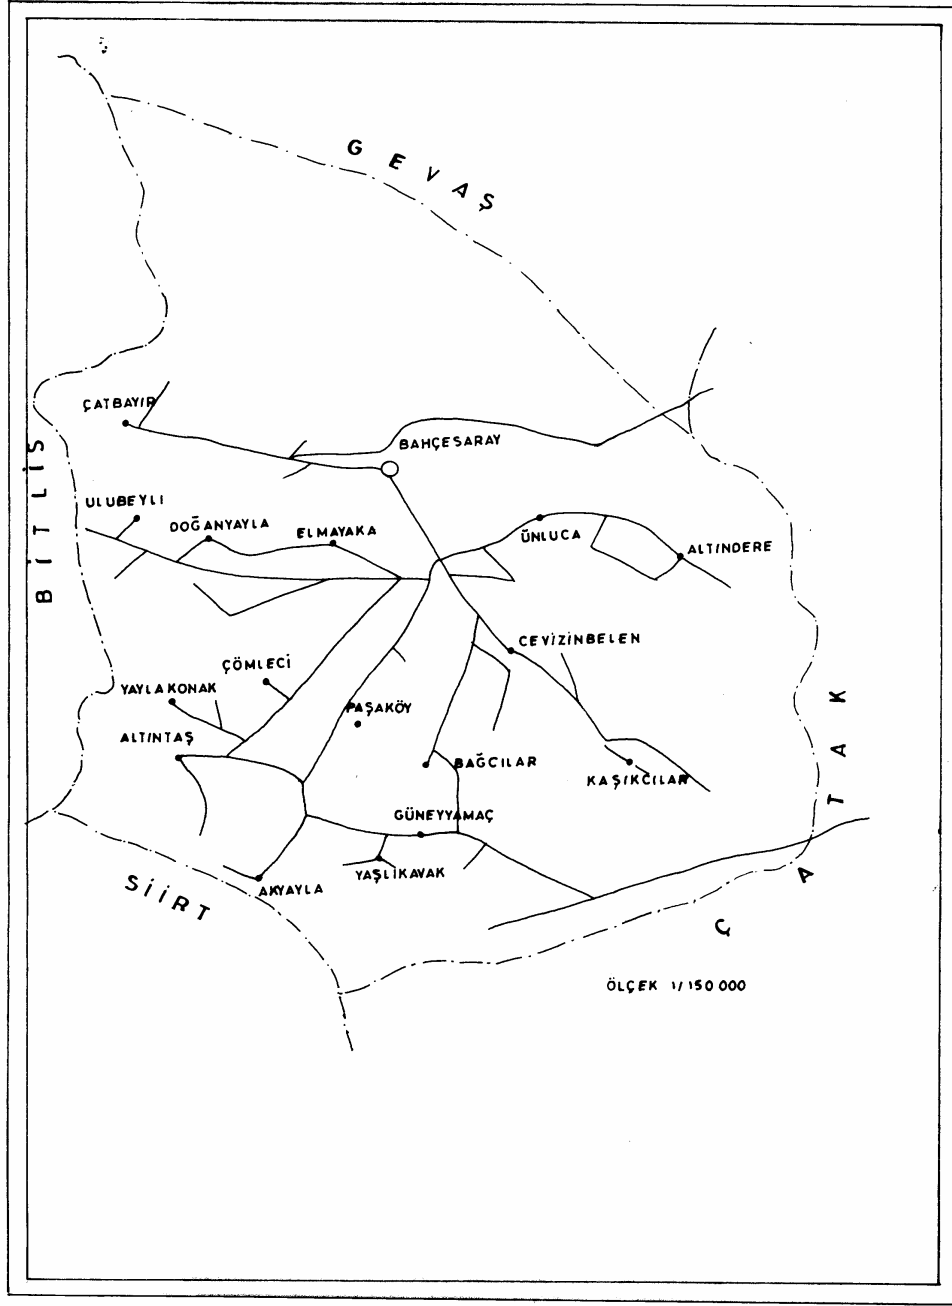 GEVAŞ
ÇATBAYIR
BAHÇESARAY
BİTLİS
ULUBEYLİ
DOĞANYAYLA
ELMAYAKA
ÜNLUCA
ALTINDERE
CEVİZİNBELEN
ÇÖMLECİ
YAYLAKONAK
PAŞAKÖY
ALTINTAŞ
BAĞCILAR
KAŞIKCILAR
ÇATAK
GÜNEYYAMAÇ
YAŞLIKAVAK
AKYAYLA
SİİRT
ÖLÇEK 1/150 000